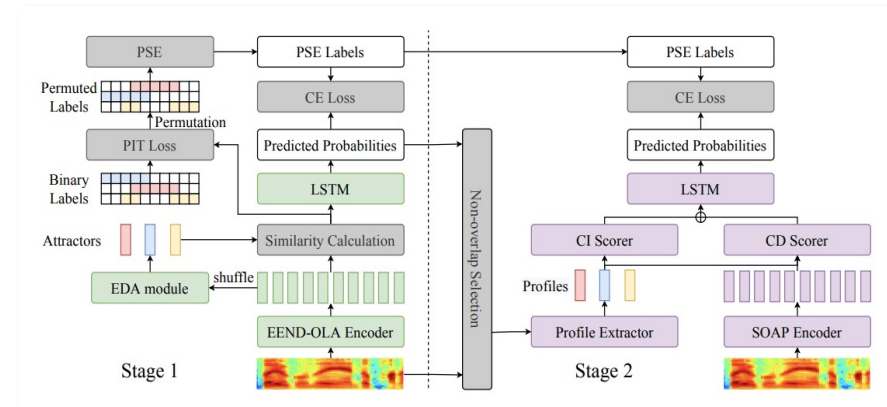 PSE
PSE Labels
PSE Labels
Permuted
Labels
CE Loss
CE Loss
Permutation
PIT Loss
Predicted Probabilities
Predicted Probabilities
Binary
Labels
LSTM
LSTM
Non-overlap Selection
Attractors
Similarity Calculation
CI Scorer
CD Scorer
shuffle
EDA module
Profiles
EEND-OLA Encoder
Profile Extractor
SOAP Encoder
Stage 1
Stage 2